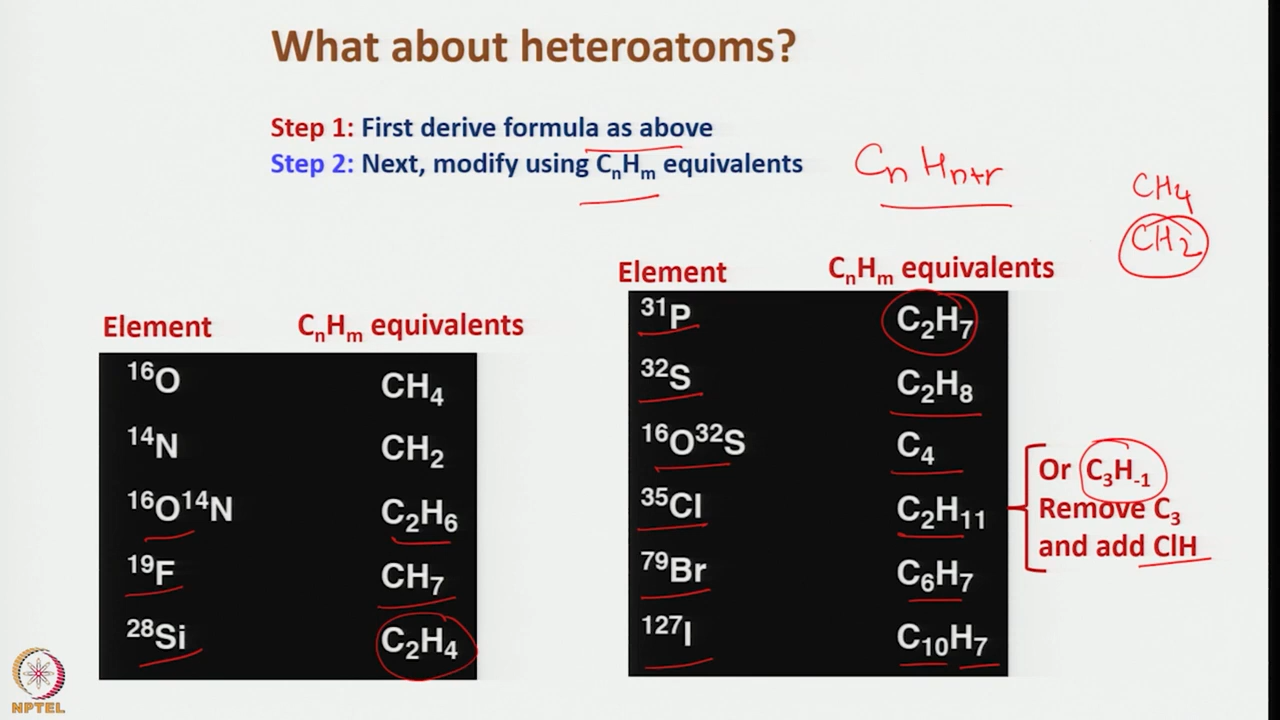 What about heteroatoms?
Step 1: First derive formula as above
Step 2: Next, modify using CₙHₘ equivalents
Cₙ Hₙ₊ᵣ
CH₄
CH₂
Element CₙHₘ equivalents
¹⁶O CH₄
¹⁴N CH₂
¹⁶O¹⁴N C₂H₆
¹⁹F CH₇
²⁸Si C₂H₄
Element CₙHₘ equivalents
³¹P C₂H₇
³²S C₂H₈
¹⁶O³²S C₄
³⁵Cl C₂H₁₁
⁷⁹Br C₆H₇
¹²⁷I C₁₀H₇
Or C₃H₋₁
Remove C₃
and add ClH
NPTEL